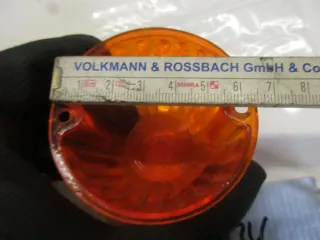 VOLKMANN & ROSSBACH GmbH & Co
1 2 3 4 5 6 7 8